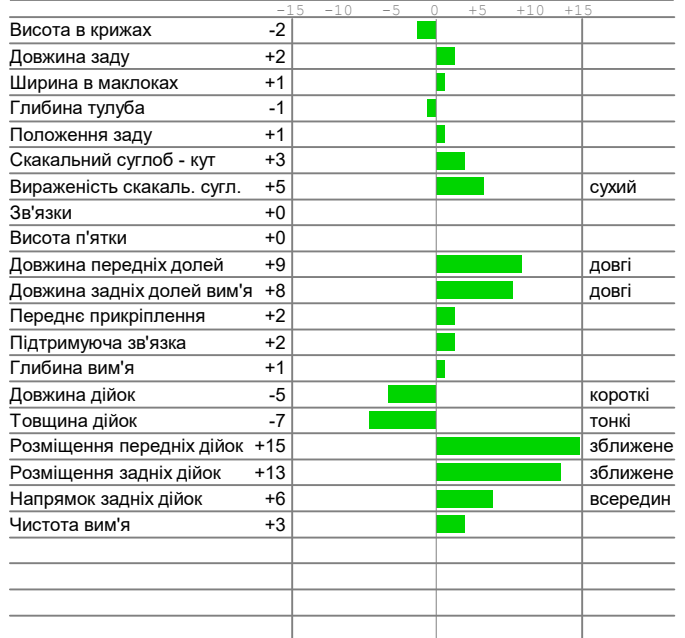 -15 -10 -5 0 +5 +10 +15
Висота в крижах -2
Довжина заду +2
Ширина в маклоках +1
Глибина тулуба -1
Положення заду +1
Скакальний суглоб - кут +3
Вираженість скакаль. сугл. +5 сухий
Зв'язки +0
Висота п'ятки +0
Довжина передніх долей +9 довгі
Довжина задніх долей вим'я +8 довгі
Переднє прикріплення +2
Підтримуюча зв'язка +2
Глибина вим'я +1
Довжина дійок -5 короткі
Товщина дійок -7 тонкі
Розміщення передніх дійок +15 зближене
Розміщення задніх дійок +13 зближене
Напрямок задніх дійок +6 всередин
Чистота вим'я +3